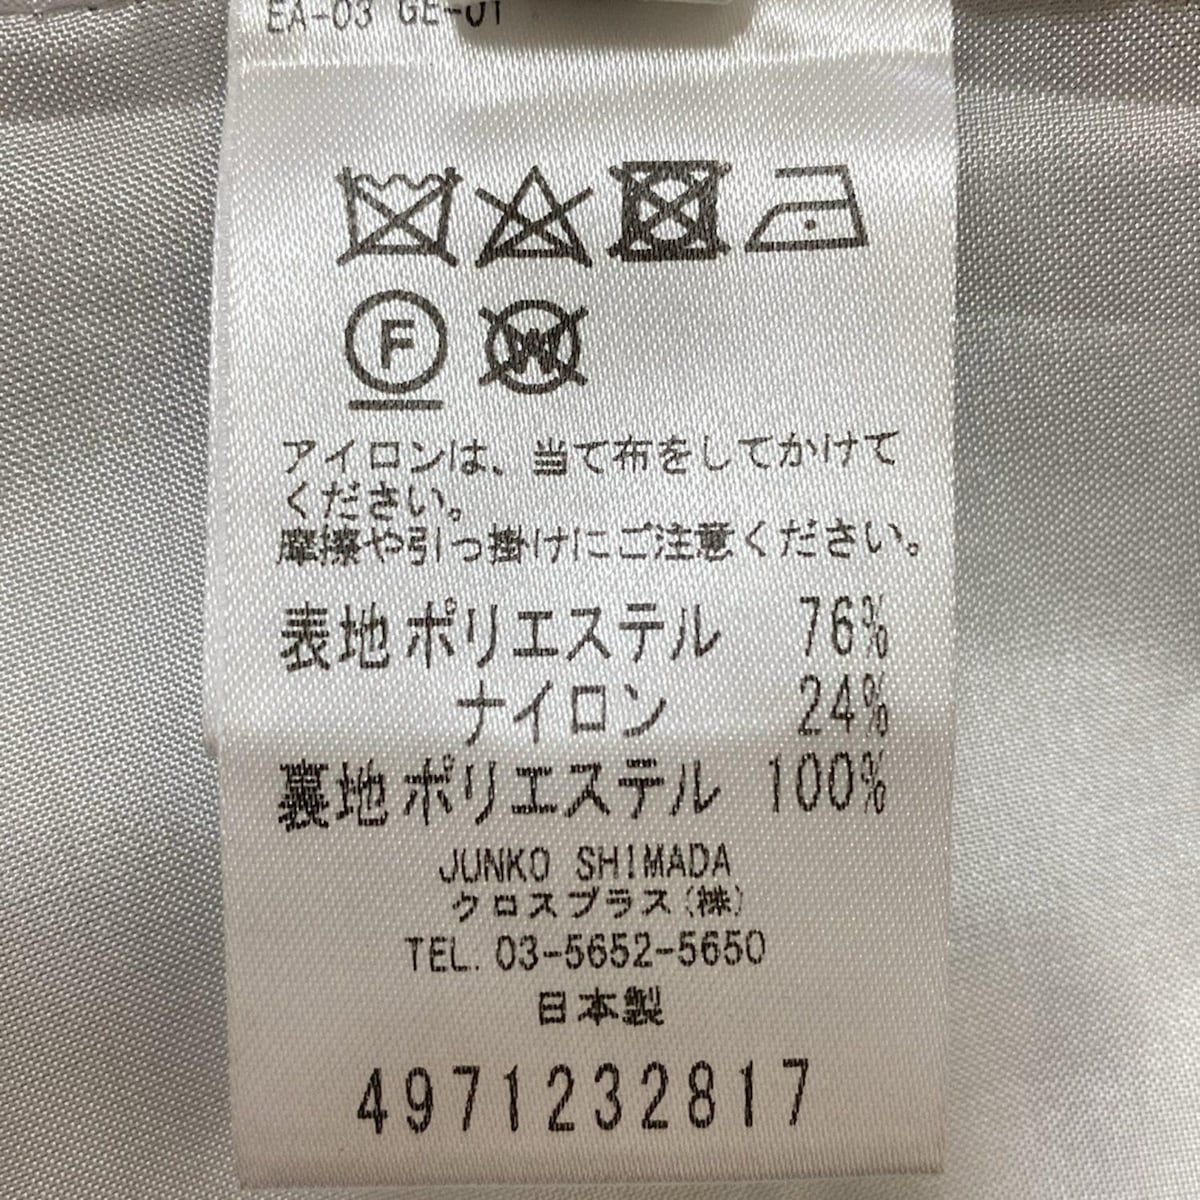 EA-03 GE-01
F
W
アイロンは、当て布をしてかけて
ください。
摩擦や引っ掛けにご注意ください。
表地 ポリエステル 76%
ナイロン 24%
裏地 ポリエステル 100%
JUNKO SHIMADA
クロスプラス(株)
TEL. 03-5652-5650
日本製
4971232817